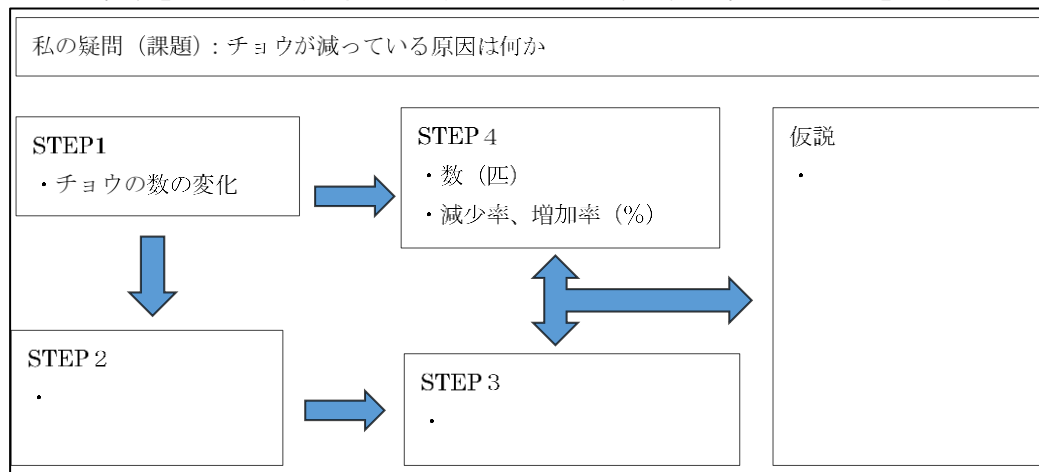 私の疑問（課題）：チョウが減っている原因は何か
STEP1
・チョウの数の変化
STEP４
・数（匹）
・減少率、増加率（％）
仮説
・
STEP２
・
STEP３
・